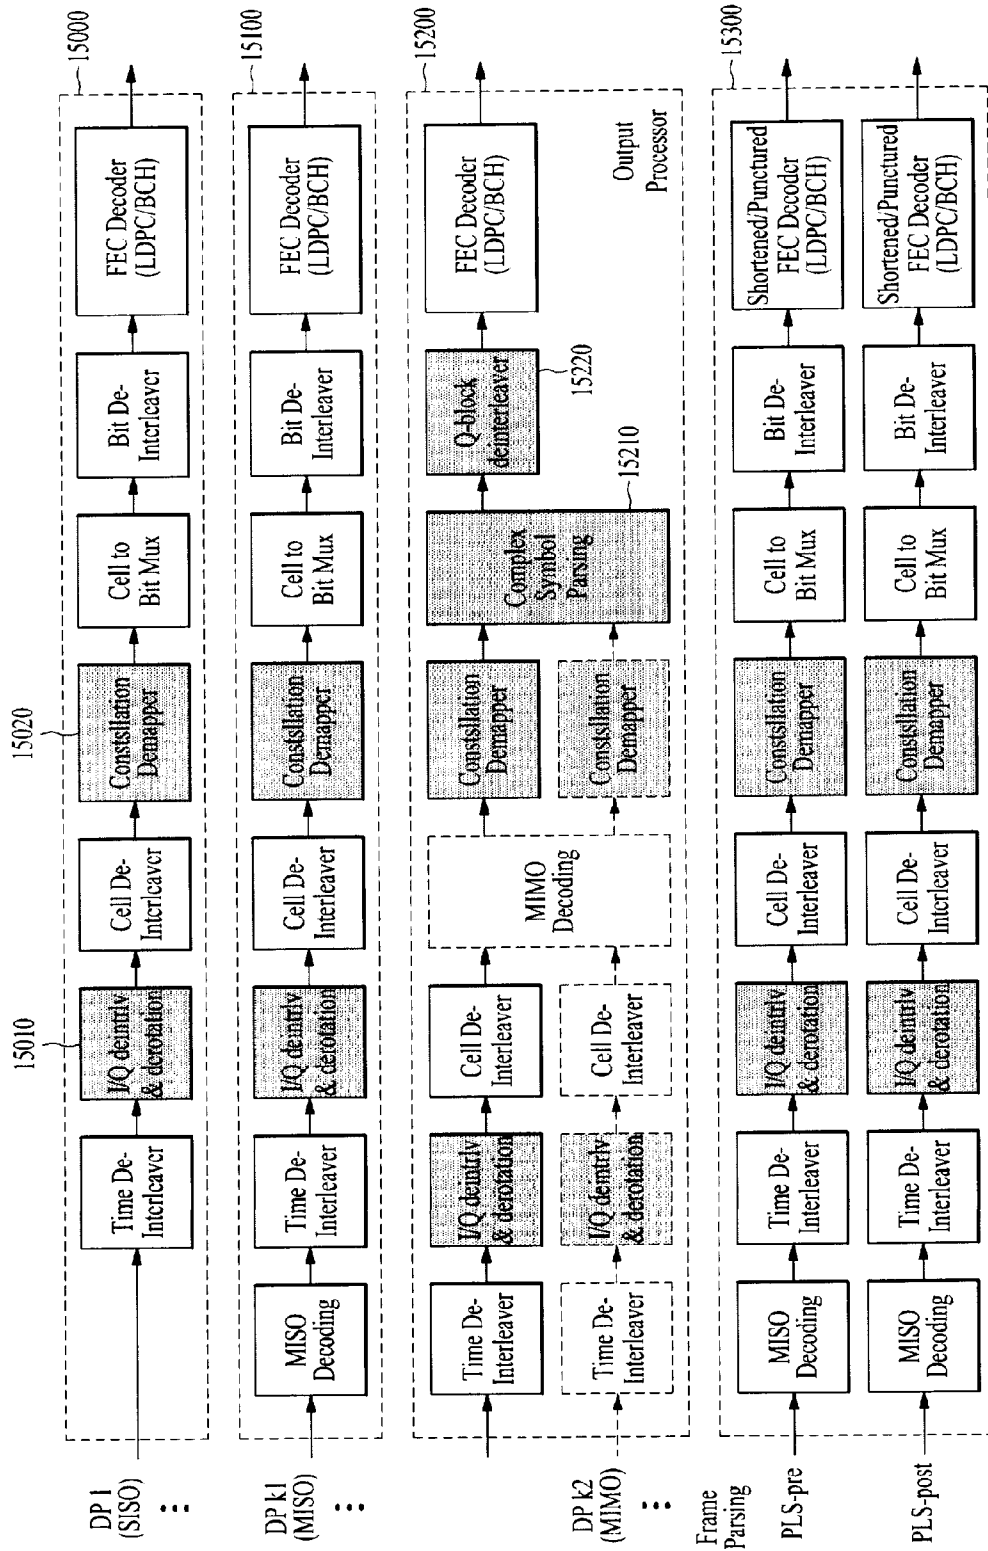 DP 1
(SISO)
Time De-
Interleaver
15010
I/Q deintrlv
& derotation
Cell De-
Interleaver
15020
Constsllation
Demapper
Cell to
Bit Mux
Bit De-
Interleaver
FEC Decoder
(LDPC/BCH)
15000
DP k1
(MISO)
MISO
Decoding
Time De-
Interleaver
I/Q deintrlv
& derotation
Cell De-
Interleaver
Constsllation
Demapper
Cell to
Bit Mux
Bit De-
Interleaver
FEC Decoder
(LDPC/BCH)
15100
Time De-
Interleaver
I/Q deintrlv
& derotation
Cell De-
Interleaver
MIMO
Decoding
Constsllation
Demapper
Complex
Symbol
Parsing
15210
Q-block
deinterleaver
15220
FEC Decoder
(LDPC/BCH)
15200
DP k2
(MIMO)
Time De-
Interleaver
I/Q deintrlv
& derotation
Cell De-
Interleaver
Constsllation
Demapper
Output
Processor
Frame
Parsing
PLS-pre
MISO
Decoding
Time De-
Interleaver
I/Q deintrlv
& derotation
Cell De-
Interleaver
Constsllation
Demapper
Cell to
Bit Mux
Bit De-
Interleaver
Shortened/Punctured
FEC Decoder
(LDPC/BCH)
15300
PLS-post
MISO
Decoding
Time De-
Interleaver
I/Q deintrlv
& derotation
Cell De-
Interleaver
Constsllation
Demapper
Cell to
Bit Mux
Bit De-
Interleaver
Shortened/Punctured
FEC Decoder
(LDPC/BCH)